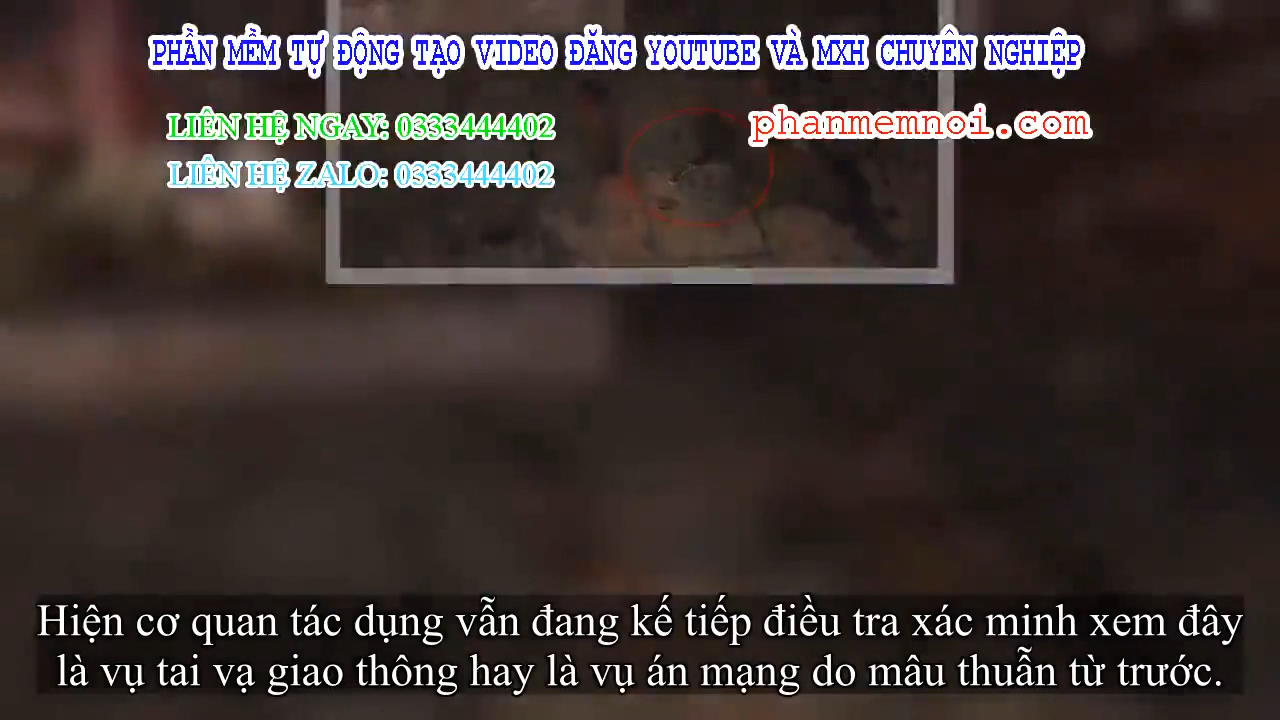 PHẦN MỀM TỰ ĐỘNG TẠO VIDEO ĐĂNG YOUTUBE VÀ MXH CHUYÊN NGHIỆP
LIÊN HỆ NGAY: 0333444402
phanmemnoi.com
LIÊN HỆ ZALO: 0333444402
Hiện cơ quan tác dụng vẫn đang kế tiếp điều tra xác minh xem đây
là vụ tai vạ giao thông hay là vụ án mạng do mâu thuẫn từ trước.